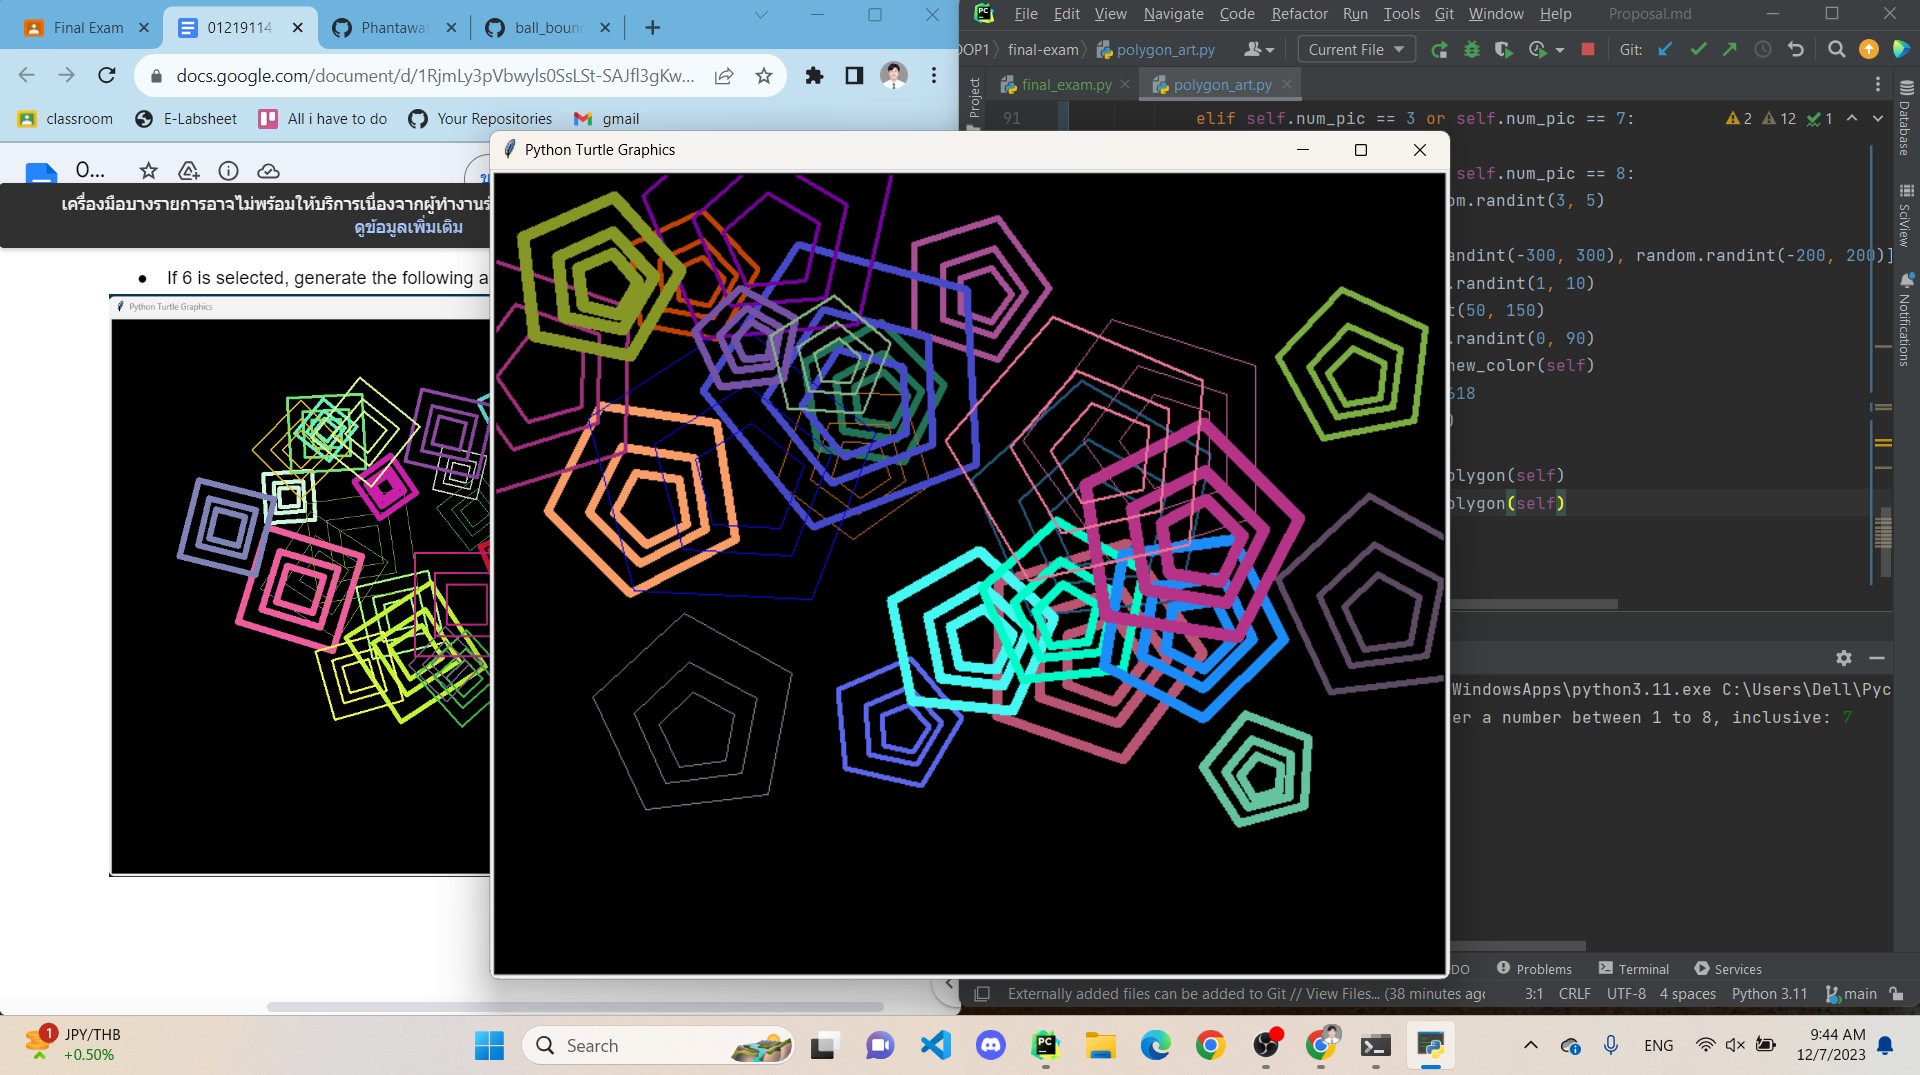 Final Exam
01219114
Phantawat
ball_boun
docs.google.com/document/d/1RjmLy3pVbwyls0SsLSt-SAJfl3gKw...
classroom
E-Labsheet
All i have to do
Your Repositories
gmail
O...
เครื่องมือบางรายการอาจไม่พร้อมให้บริการเนื่องจากผู้ทำงานร่
ดูข้อมูลเพิ่มเติม
If 6 is selected, generate the following a
Python Turtle Graphics
Python Turtle Graphics
File Edit View Navigate Code Refactor Run Tools Git Window Help Proposal.md
OOP1 final-exam polygon_art.py Current File Git:
final_exam.py polygon_art.py
Project
91 elif self.num_pic == 3 or self.num_pic == 7:
2 12 1
self.num_pic == 8:
om.randint(3, 5)
andint(-300, 300), random.randint(-200, 200)]
.randint(1, 10)
t(50, 150)
.randint(0, 90)
new_color(self)
618
)
olygon(self)
olygon(self)
Database
SciView
Notifications
WindowsApps\python3.11.exe C:\Users\Dell\Pyc
er a number between 1 to 8, inclusive: 7
DO Problems Terminal Services
Externally added files can be added to Git // View Files... (38 minutes ago
3:1 CRLF UTF-8 4 spaces Python 3.11 main
1 JPY/THB
+0.50%
Search
ENG
9:44 AM
12/7/2023